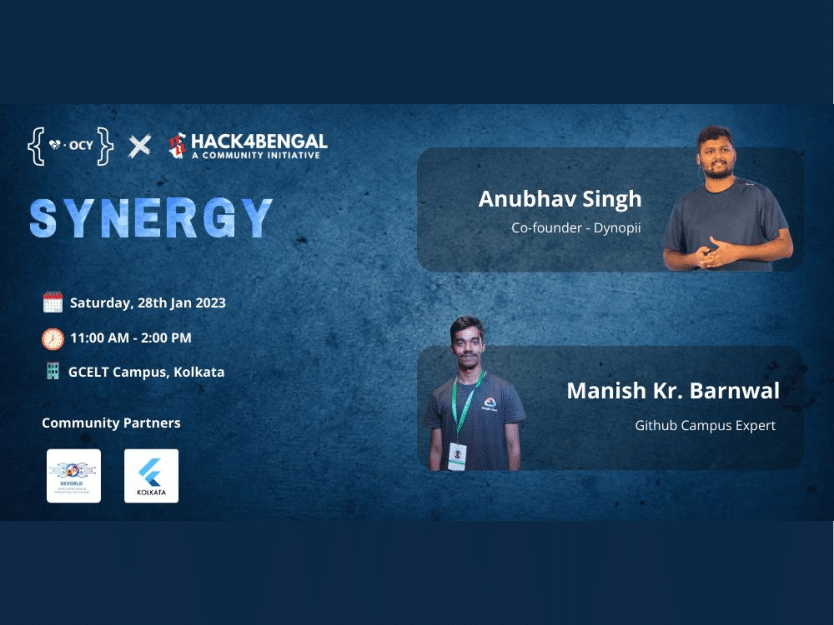 { · OCY }
HACK4BENGAL
A COMMUNITY INITIATIVE
SYNERGY
Saturday, 28th Jan 2023
11:00 AM - 2:00 PM
GCELT Campus, Kolkata
Community Partners
KOLKATA
Anubhav Singh
Co-founder - Dynopii
Manish Kr. Barnwal
Github Campus Expert